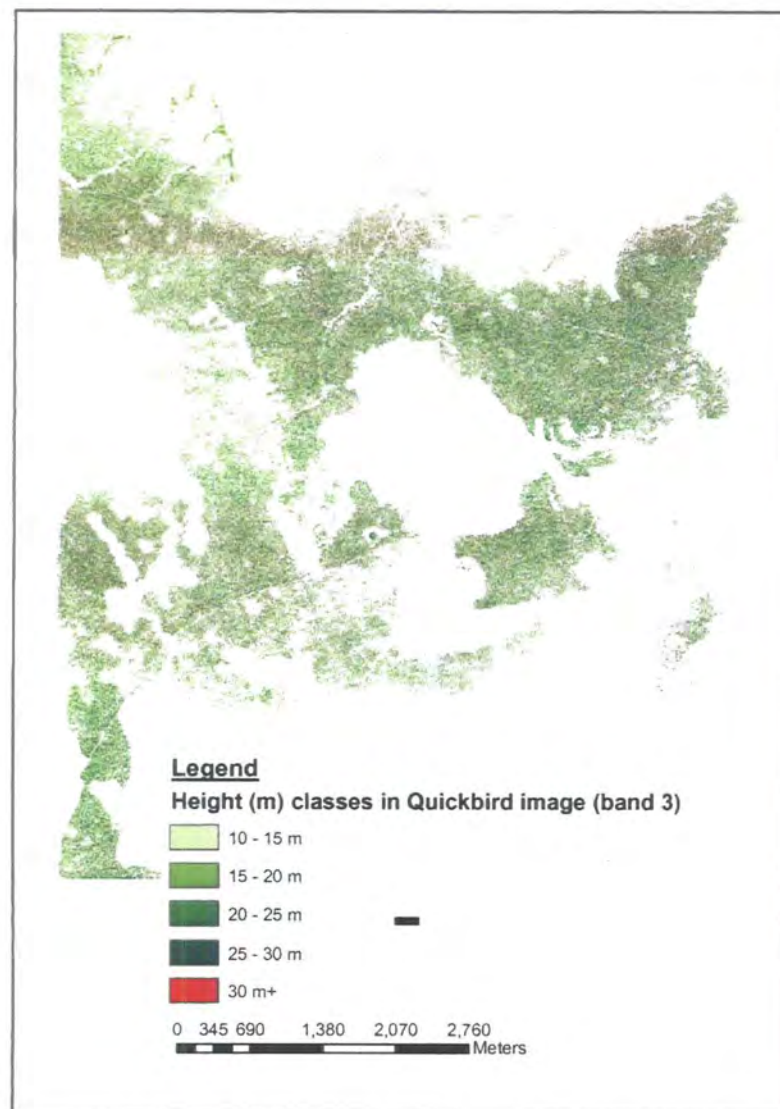 Legend
Height (m) classes in Quickbird image (band 3)
10 - 15 m
15 - 20 m
20 - 25 m
25 - 30 m
30 m+
0 345 690 1,380 2,070 2,760
Meters